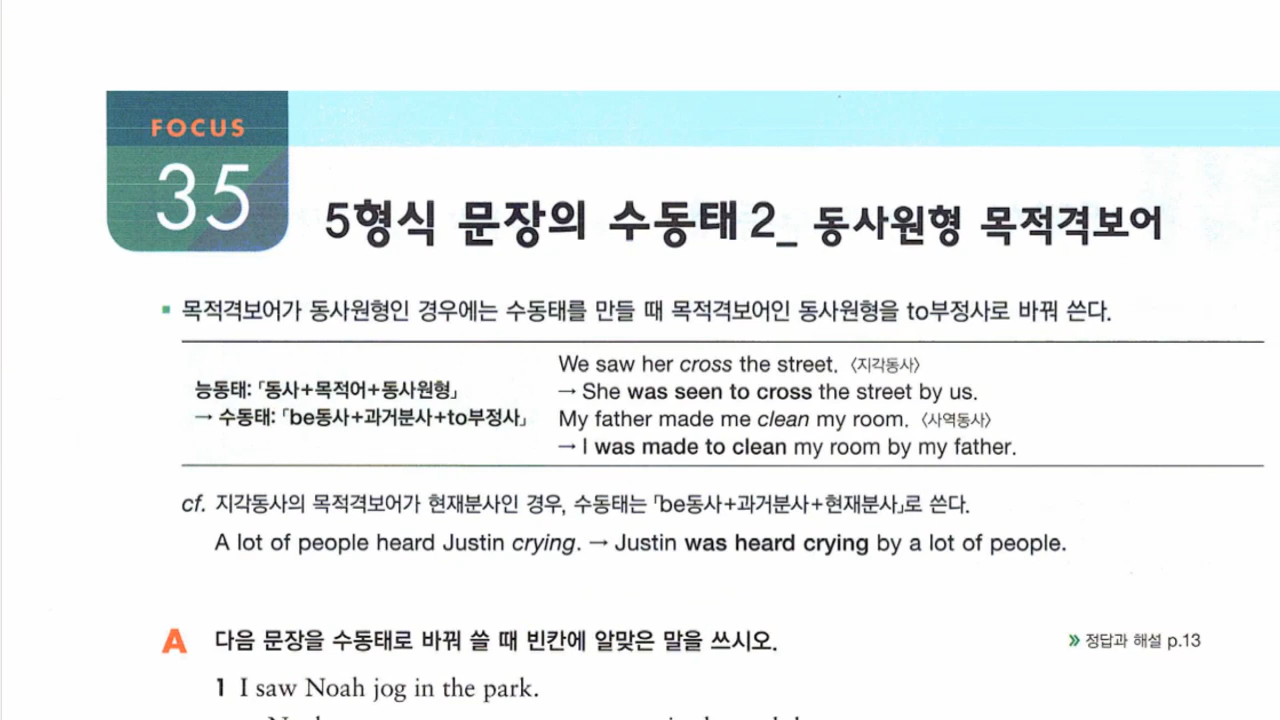 FOCUS
35
5형식 문장의 수동태2_ 동사원형 목적격보어
▪ 목적격보어가 동사원형인 경우에는 수동태를 만들 때 목적격보어인 동사원형을 to부정사로 바꿔 쓴다.
능동태: 「동사+목적어+동사원형」
→ 수동태: 「be동사+과거분사+to부정사」
We saw her cross the street. 〈지각동사〉
→ She was seen to cross the street by us.
My father made me clean my room. 〈사역동사〉
→ I was made to clean my room by my father.
cf. 지각동사의 목적격보어가 현재분사인 경우, 수동태는 「be동사+과거분사+현재분사」로 쓴다.
A lot of people heard Justin crying. → Justin was heard crying by a lot of people.
A 다음 문장을 수동태로 바꿔 쓸 때 빈칸에 알맞은 말을 쓰시오.
» 정답과 해설 p.13
1 I saw Noah jog in the park.